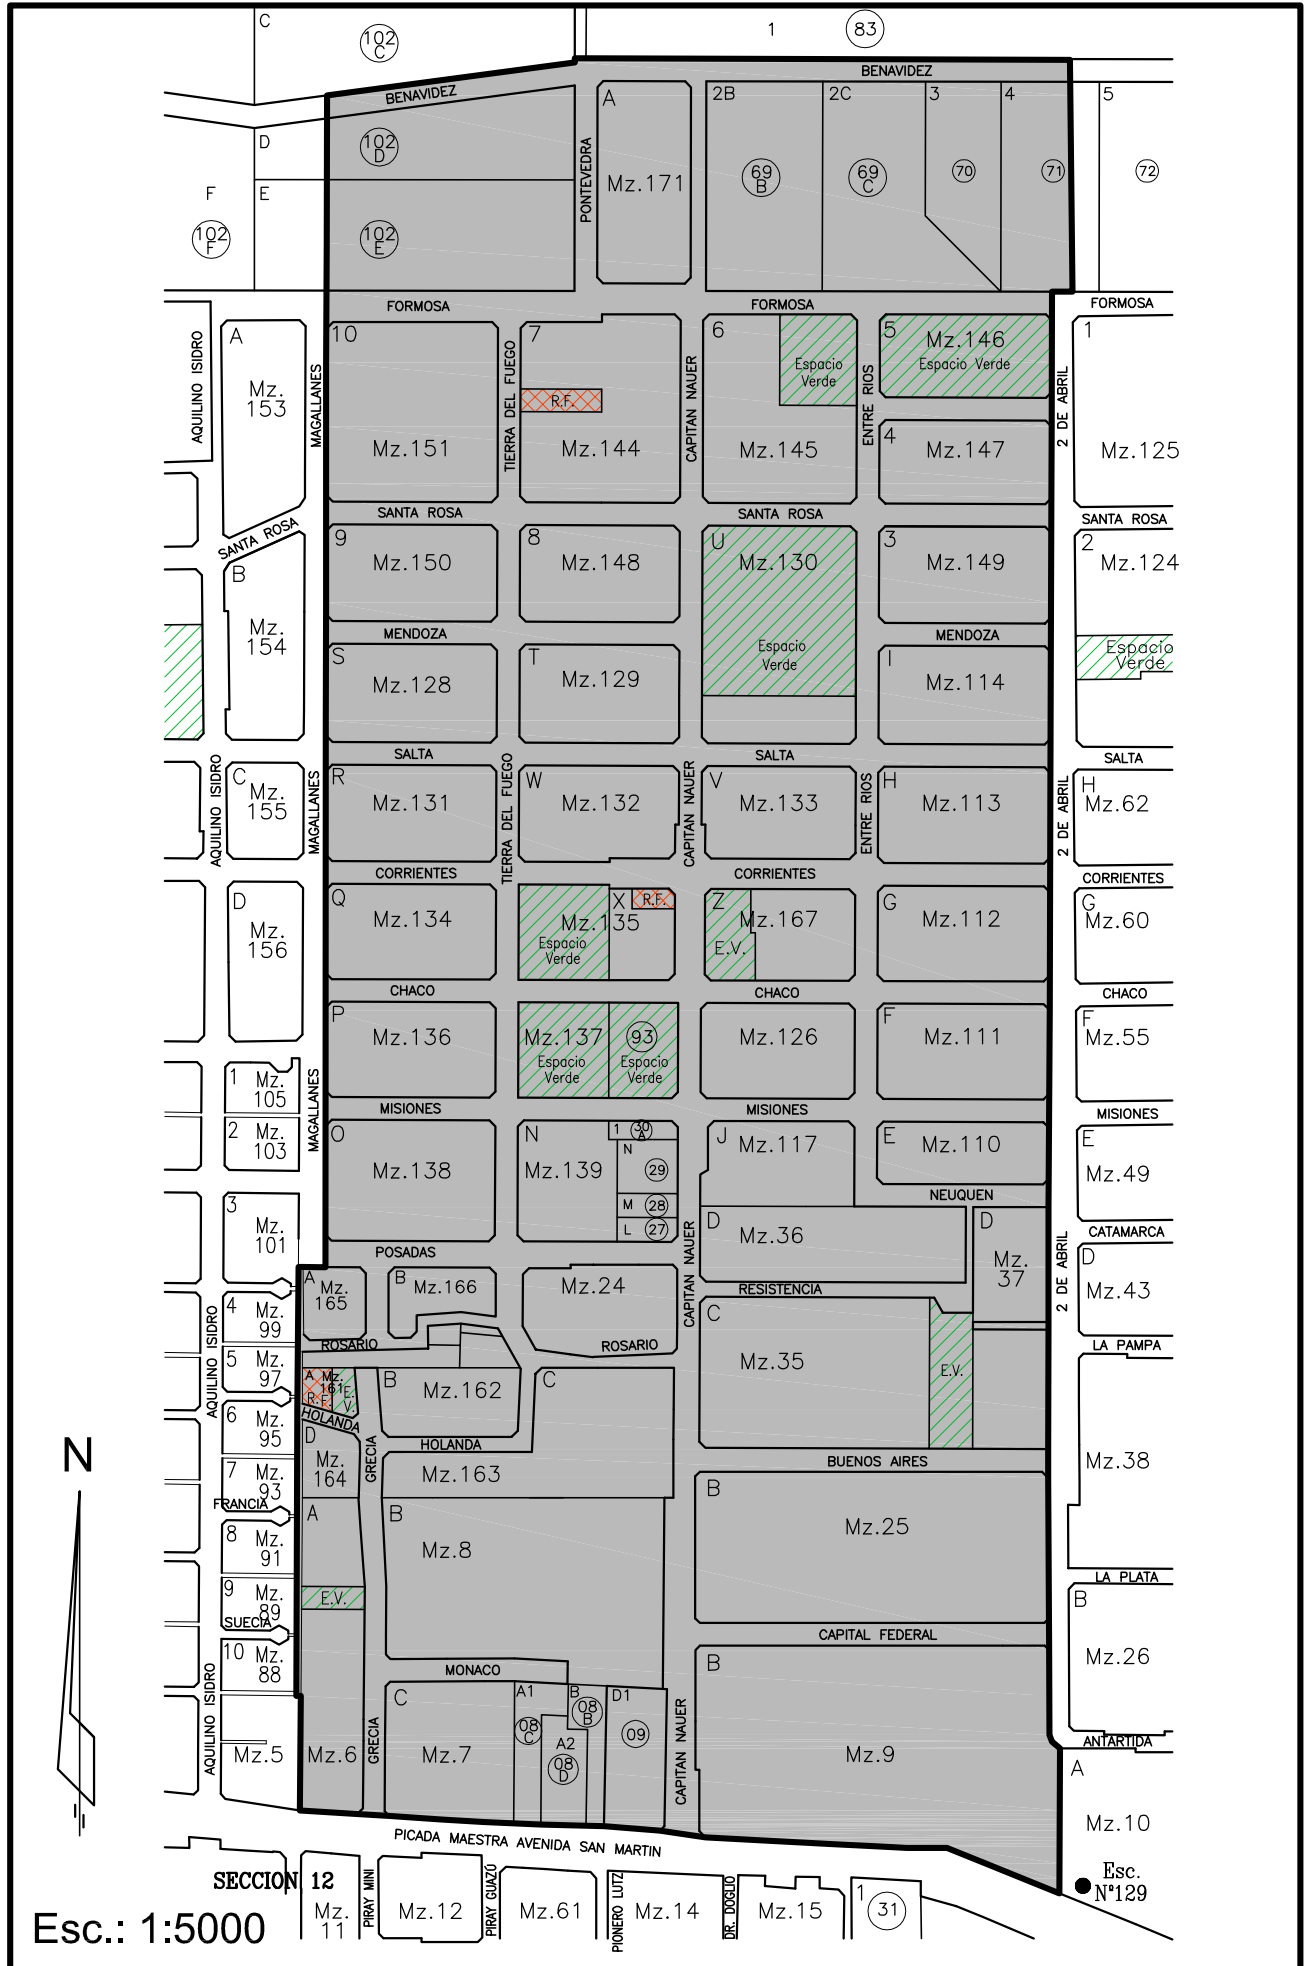 C
102
C
1
83
BENAVIDEZ
BENAVIDEZ
A
2B
2C
3
4
5
D
102
D
PONTEVEDRA
Mz.171
69
B
69
C
70
71
72
F
E
102
F
102
E
FORMOSA
FORMOSA
FORMOSA
AQUILINO ISIDRO
A
Mz.
153
MAGALLANES
10
Mz.151
TIERRA DEL FUEGO
7
R.F.
Mz.144
CAPITAN NAUER
6
Espacio
Verde
Mz.145
ENTRE RIOS
5
Mz.146
Espacio Verde
4
Mz.147
2 DE ABRIL
1
Mz.125
SANTA ROSA
SANTA ROSA
SANTA ROSA
SANTA ROSA
B
Mz.
154
9
Mz.150
8
Mz.148
U
Mz.130
Espacio
Verde
3
Mz.149
2
Mz.124
Espacio
Verde
MENDOZA
MENDOZA
S
Mz.128
T
Mz.129
I
Mz.114
SALTA
SALTA
SALTA
AQUILINO ISIDRO
C
Mz.
155
MAGALLANES
R
Mz.131
TIERRA DEL FUEGO
W
Mz.132
CAPITAN NAUER
V
Mz.133
ENTRE RIOS
H
Mz.113
2 DE ABRIL
H
Mz.62
CORRIENTES
CORRIENTES
CORRIENTES
D
Mz.
156
Q
Mz.134
X
R.F.
Mz.135
Espacio
Verde
Z
Mz.167
E.V.
G
Mz.112
G
Mz.60
CHACO
CHACO
CHACO
P
Mz.136
Mz.137
Espacio
Verde
93
Espacio
Verde
Mz.126
F
Mz.111
F
Mz.55
1
Mz.
105
MAGALLANES
MISIONES
MISIONES
MISIONES
2
Mz.
103
O
Mz.138
N
Mz.139
1
30
A
N
29
M
28
L
27
J
Mz.117
E
Mz.110
NEUQUEN
E
Mz.49
3
Mz.
101
POSADAS
CAPITAN NAUER
D
Mz.36
RESISTENCIA
D
Mz.
37
2 DE ABRIL
CATAMARCA
D
Mz.43
A
Mz.
165
B
Mz.166
Mz.24
AQUILINO ISIDRO
4
Mz.
99
ROSARIO
ROSARIO
C
Mz.35
E.V.
LA PAMPA
5
Mz.
97
A
Mz.
161
R.F.
E.
V.
B
Mz.162
C
6
Mz.
95
HOLANDA
D
Mz.
164
GRECIA
HOLANDA
Mz.163
BUENOS AIRES
Mz.38
N
7
Mz.
93
FRANCIA
A
B
Mz.8
B
Mz.25
8
Mz.
91
9
Mz.
89
E.V.
LA PLATA
SUECIA
10
Mz.
88
MONACO
CAPITAL FEDERAL
B
Mz.26
AQUILINO ISIDRO
Mz.5
Mz.6
GRECIA
C
Mz.7
A1
08
C
B
08
B
A2
08
D
D1
09
CAPITAN NAUER
B
Mz.9
ANTARTIDA
A
Mz.10
PICADA MAESTRA AVENIDA SAN MARTIN
SECCION 12
Esc.
N°129
Mz.
11
PIRAY MINI
Mz.12
PIRAY GUAZÚ
Mz.61
PIONERO LUTZ
Mz.14
DR. DOGLIO
Mz.15
1
31
Esc.: 1:5000